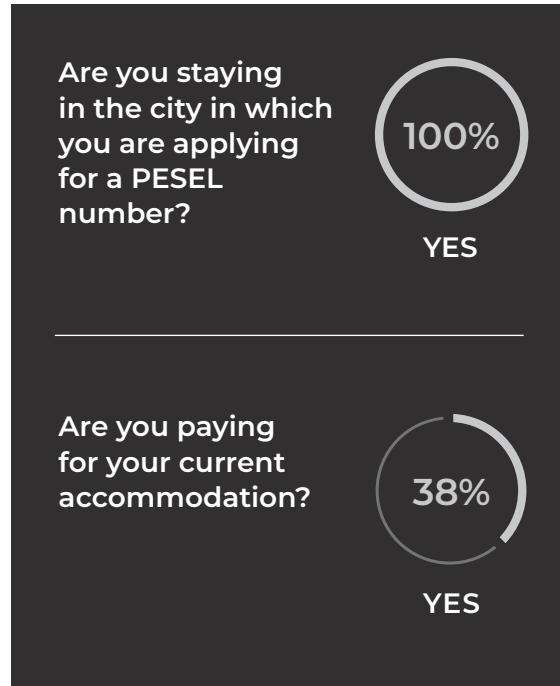 Are you staying
in the city in which
you are applying
for a PESEL
number?
100%
YES
Are you paying
for your current
accommodation?
38%
YES